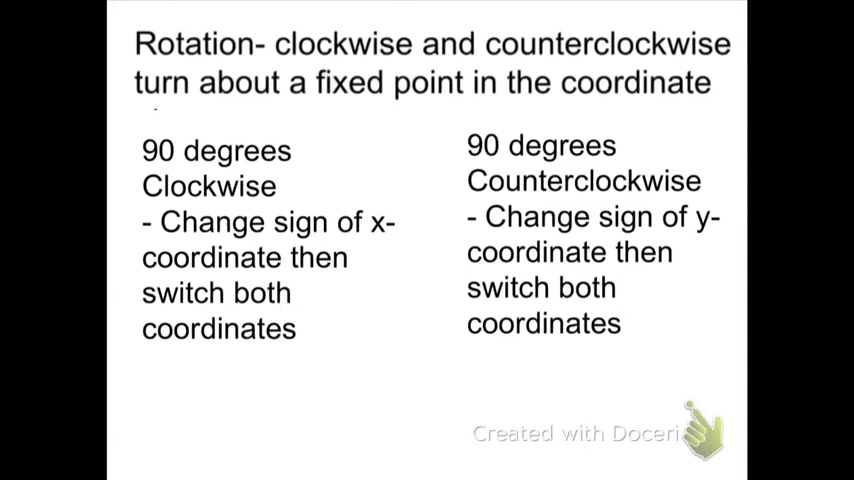 Rotation- clockwise and counterclockwise
turn about a fixed point in the coordinate
90 degrees
Clockwise
- Change sign of x-
coordinate then
switch both
coordinates
90 degrees
Counterclockwise
- Change sign of y-
coordinate then
switch both
coordinates
Created with Doceri